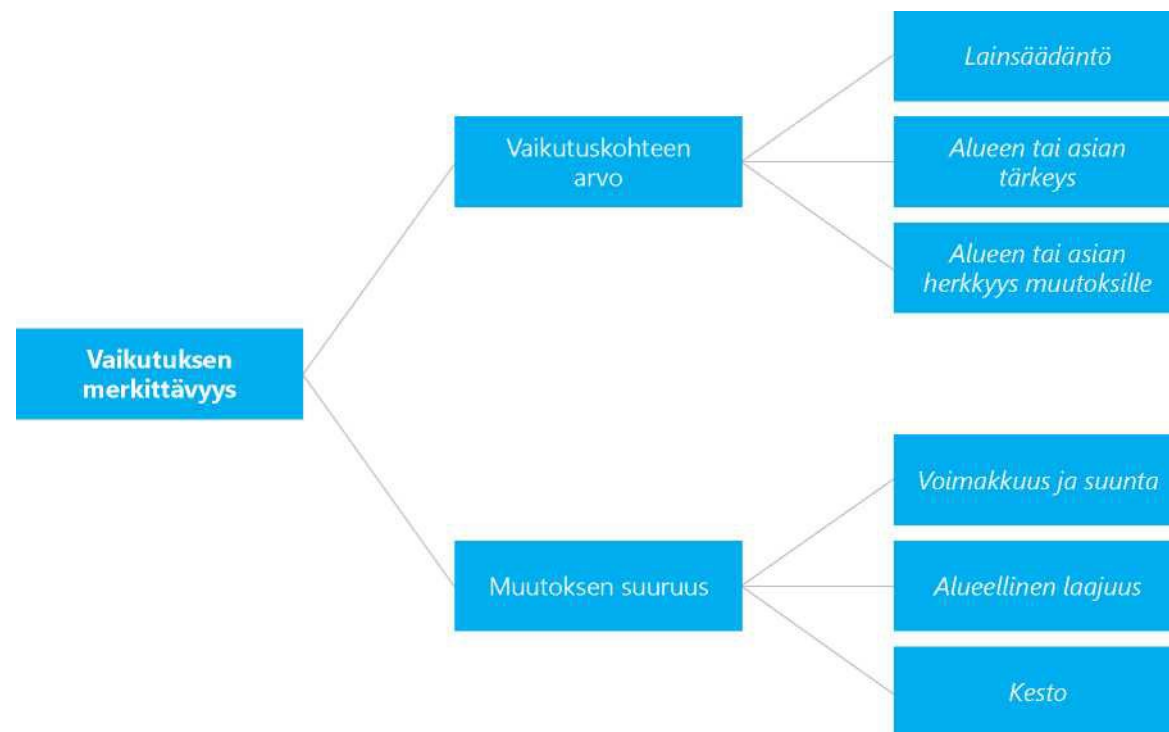 Lainsäädäntö
Vaikutuskohteen
arvo
Alueen tai asian
tärkeys
Alueen tai asian
herkkyys muutoksille
Vaikutuksen
merkittävyys
Voimakkuus ja suunta
Muutoksen suuruus
Alueellinen laajuus
Kesto